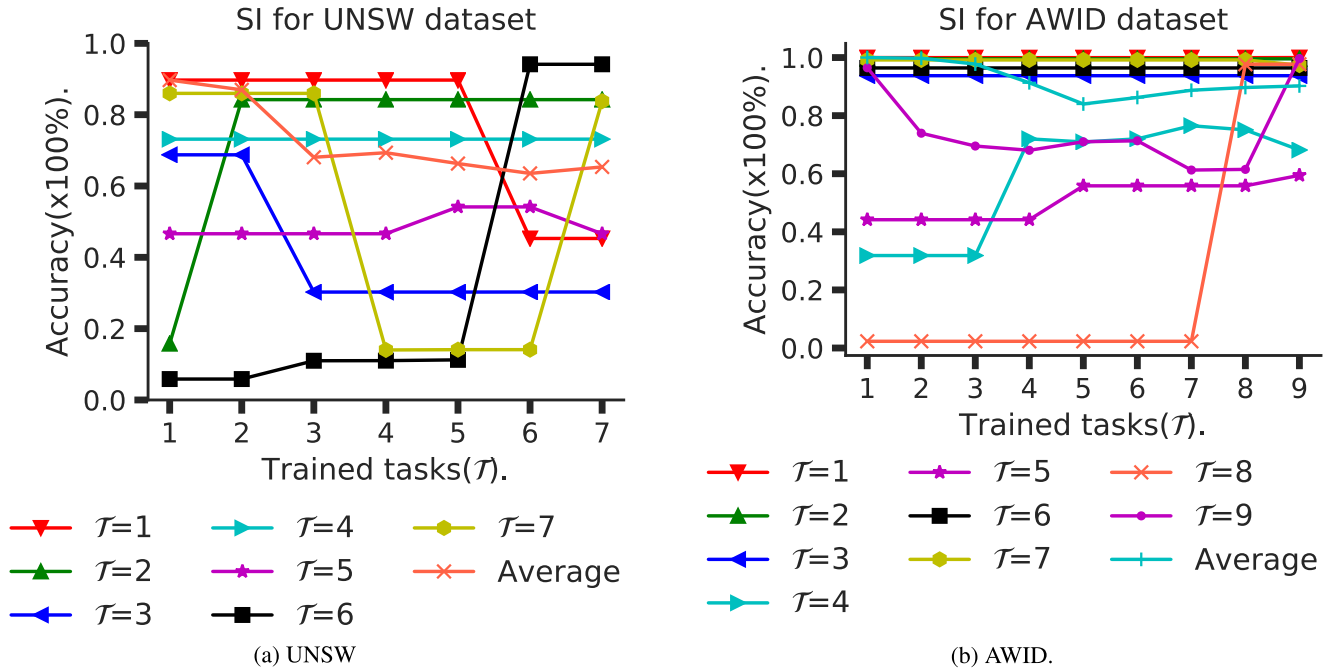 SI for UNSW dataset
1.0
0.8
0.6
0.4
0.2
0.0
Accuracy(x100%).
1 2 3 4 5 6 7
Trained tasks(𝒯).
𝒯=1 𝒯=4 𝒯=7
𝒯=2 𝒯=5 Average
𝒯=3 𝒯=6
(a) UNSW
SI for AWID dataset
1.0
0.8
0.6
0.4
0.2
0.0
Accuracy(x100%).
1 2 3 4 5 6 7 8 9
Trained tasks(𝒯).
𝒯=1 𝒯=5 𝒯=8
𝒯=2 𝒯=6 𝒯=9
𝒯=3 𝒯=7 Average
𝒯=4
(b) AWID.